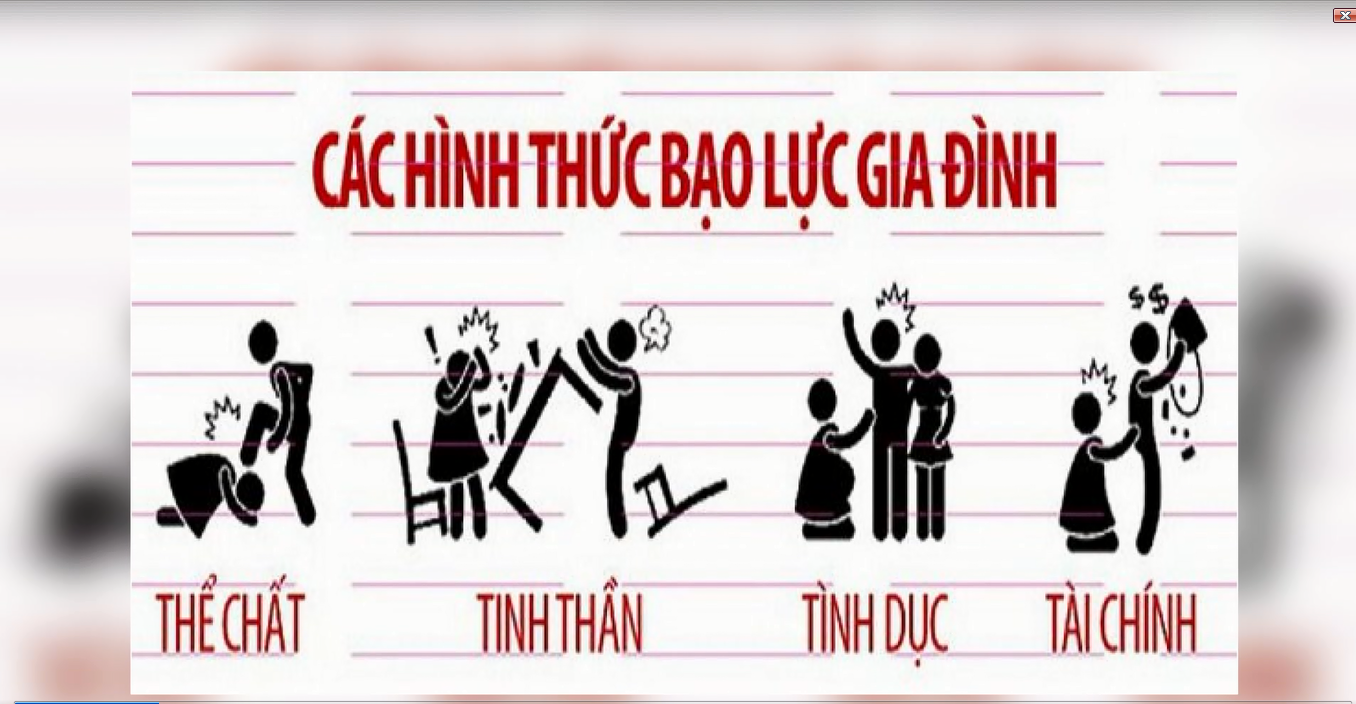 CÁC HÌNH THỨC BẠO LỰC GIA ĐÌNH
$ $
THỂ CHẤT
TINH THẦN
TÌNH DỤC
TÀI CHÍNH